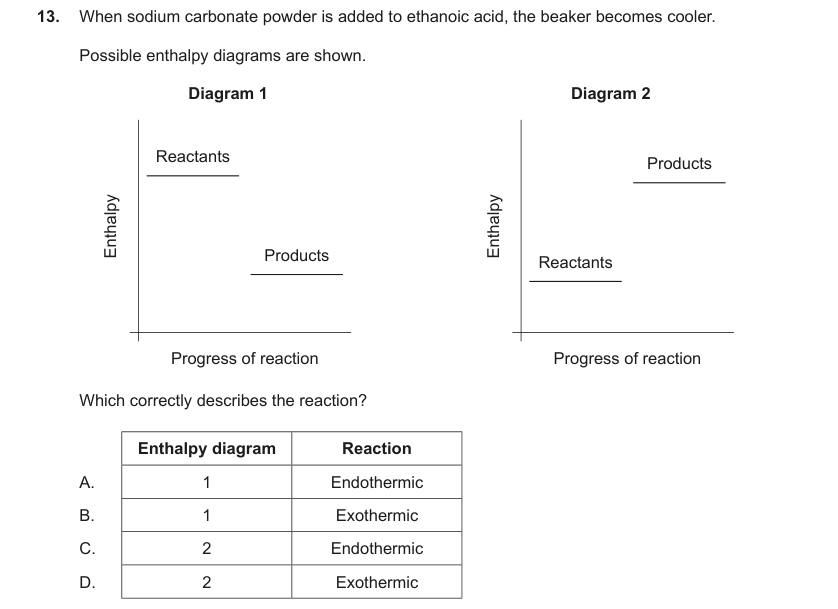 13. When sodium carbonate powder is added to ethanoic acid, the beaker becomes cooler.
Possible enthalpy diagrams are shown.
Diagram 1
Enthalpy
Reactants
Products
Progress of reaction
Diagram 2
Enthalpy
Products
Reactants
Progress of reaction
Which correctly describes the reaction?
Enthalpy diagram Reaction
A. 1 Endothermic
B. 1 Exothermic
C. 2 Endothermic
D. 2 Exothermic